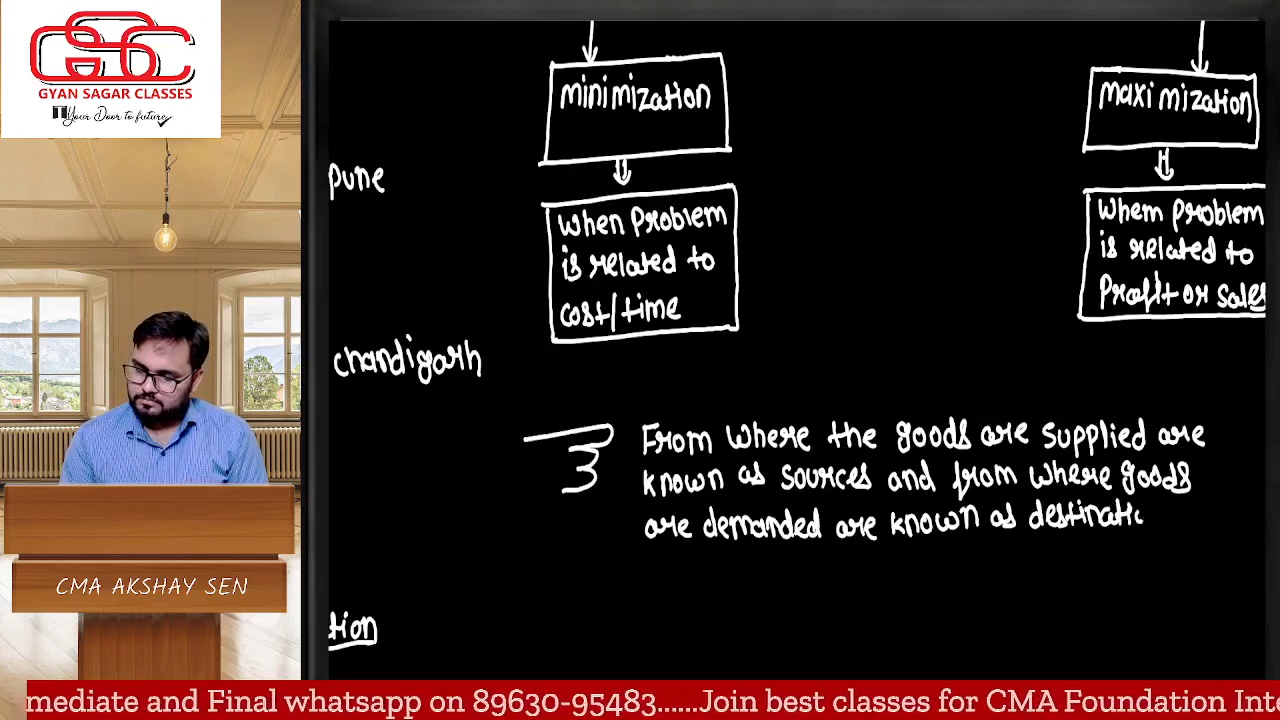 GSC
GYAN SAGAR CLASSES
Your Door to future
minimization
maximization
pune
When problem
is related to
cost/time
Whem problem
is related to
Profit or sales
chandigarh
From where the goods are supplied are
known as sources and from where goods
are demanded are known as destinati
tion
CMA AKSHAY SEN
mediate and Final whatsapp on 89630-95483......Join best classes for CMA Foundation Inte